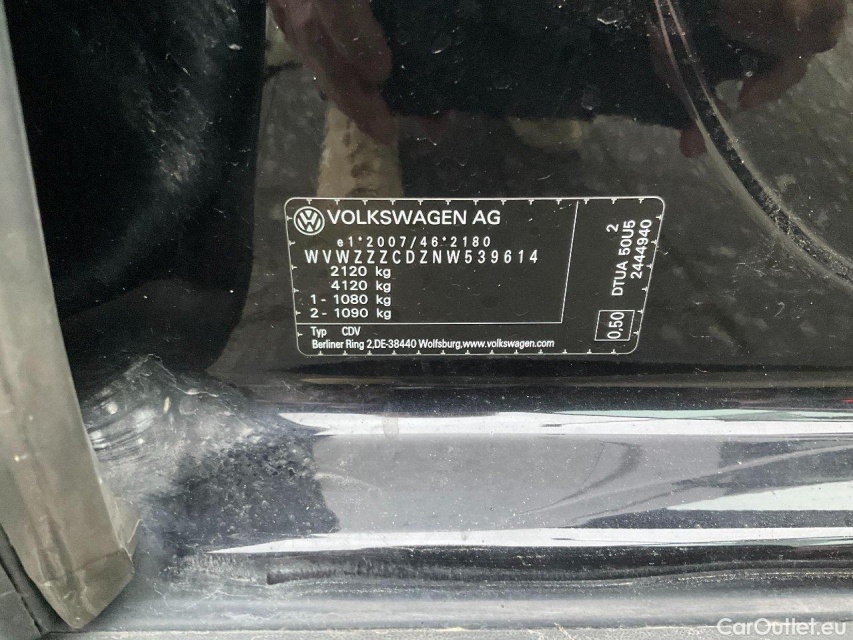 VOLKSWAGEN AG
e1*2007/46*2180
WVWZZZCDZNW539614
2120 kg
4120 kg
1 - 1080 kg
2 - 1090 kg
Typ CDV
Berliner Ring 2,DE-38440 Wolfsburg,www.volkswagen.com
2
DTUA 50U5
2444940
0,50
CarOutlet.eu